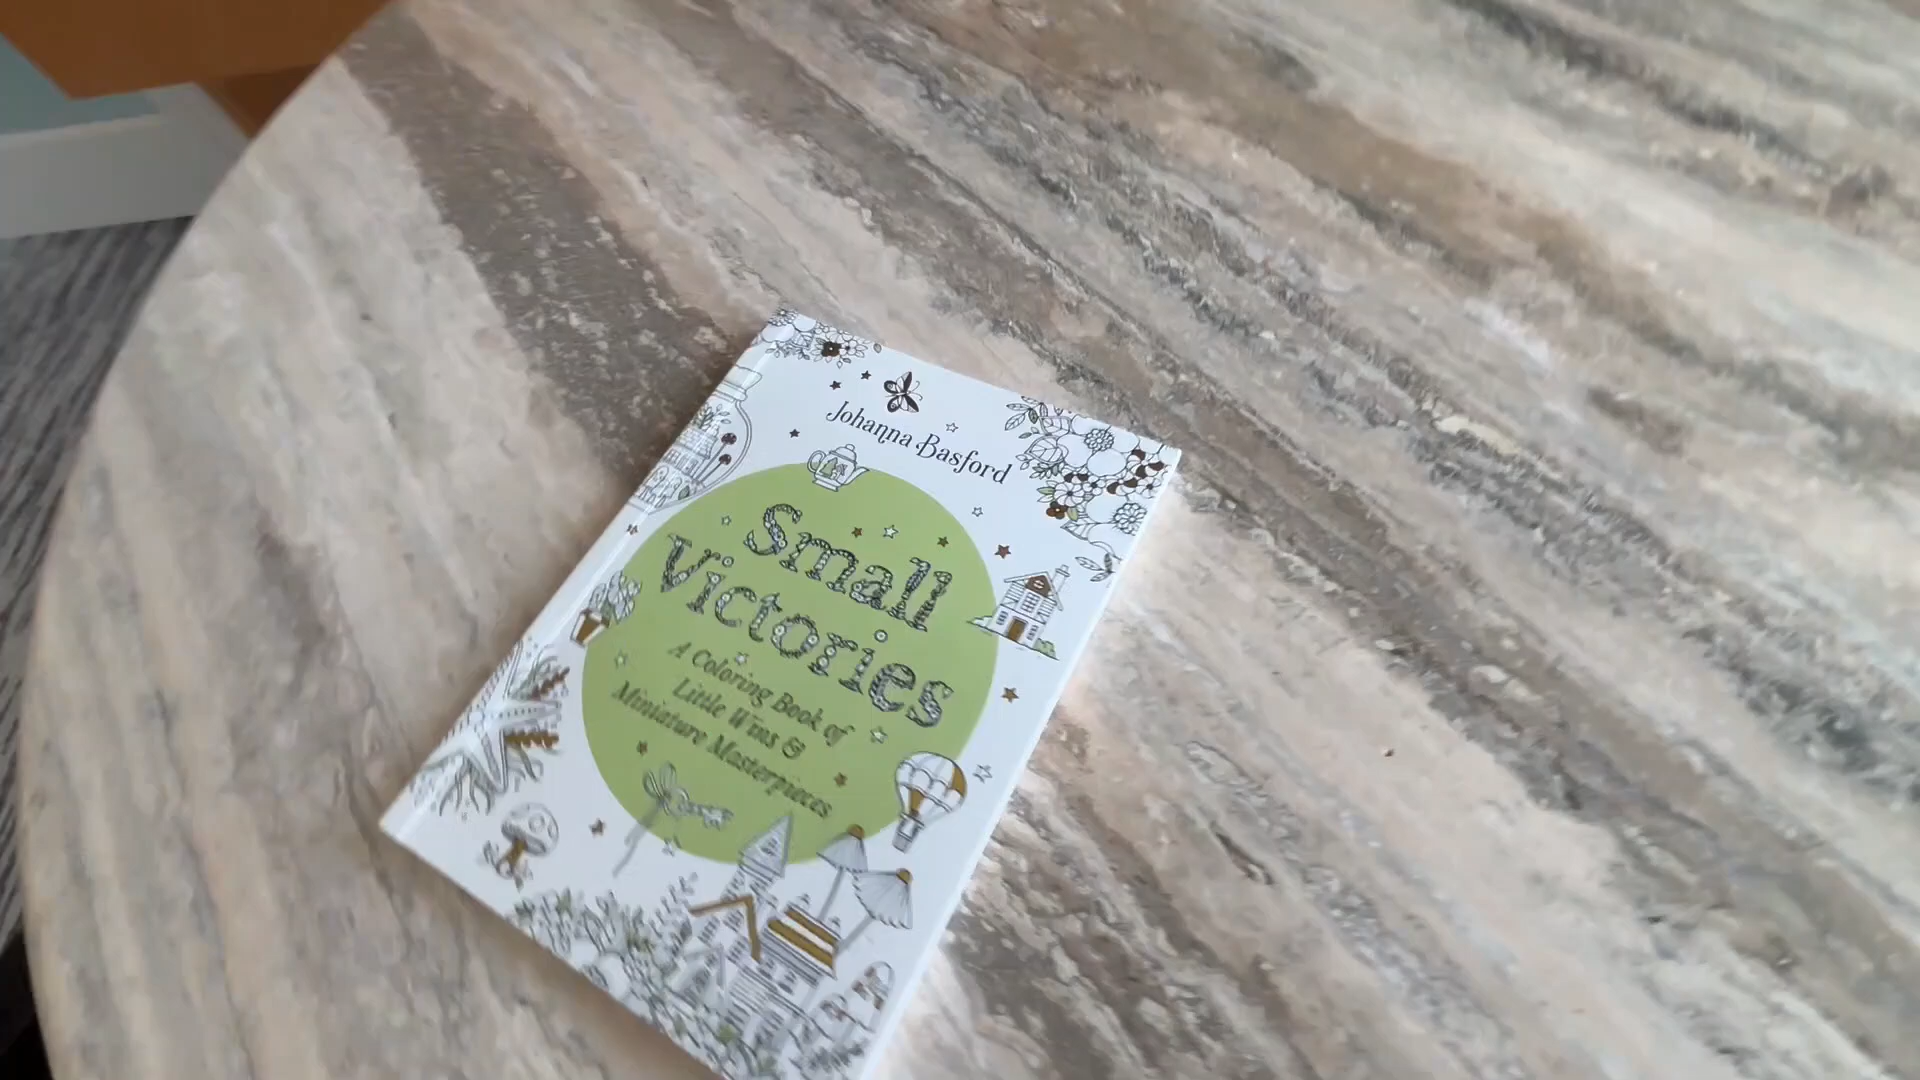 Johanna Basford
Small
Victories
A Coloring Book of
Little Wins &
Miniature Masterpieces